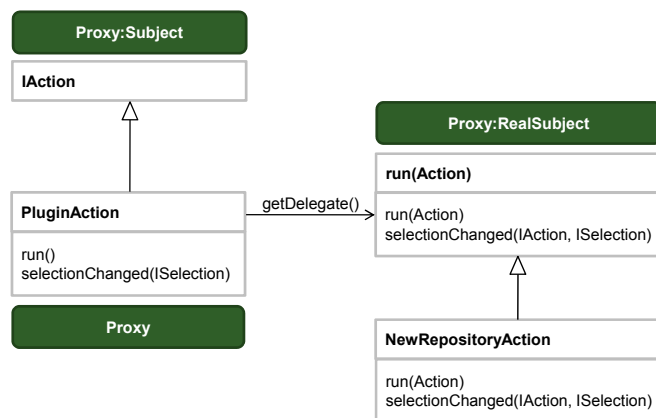 Proxy:Subject
IAction
PluginAction
run()
selectionChanged(ISelection)
Proxy
getDelegate()
Proxy:RealSubject
run(Action)
run(Action)
selectionChanged(IAction, ISelection)
NewRepositoryAction
run(Action)
selectionChanged(IAction, ISelection)